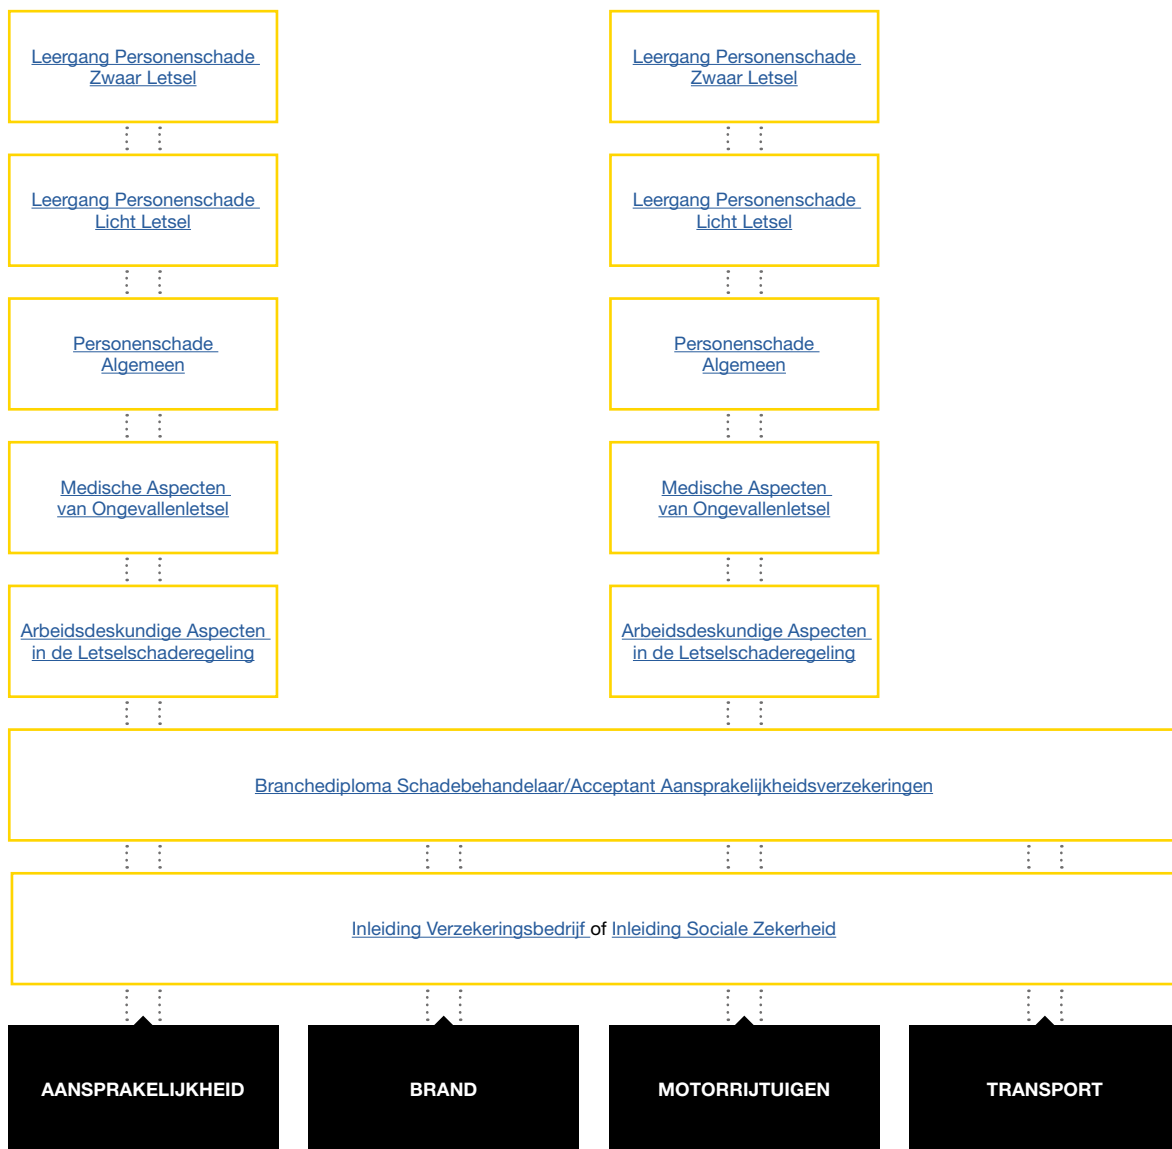 Leergang Personenschade
Zwaar Letsel
Leergang Personenschade
Zwaar Letsel
Leergang Personenschade
Licht Letsel
Leergang Personenschade
Licht Letsel
Personenschade
Algemeen
Personenschade
Algemeen
Medische Aspecten
van Ongevallenletsel
Medische Aspecten
van Ongevallenletsel
Arbeidsdeskundige Aspecten
in de Letselschaderegeling
Arbeidsdeskundige Aspecten
in de Letselschaderegeling
Branchediploma Schadebehandelaar/Acceptant Aansprakelijkheidsverzekeringen
Inleiding Verzekeringsbedrijf of Inleiding Sociale Zekerheid
AANSPRAKELIJKHEID
BRAND
MOTORRIJTUIGEN
TRANSPORT